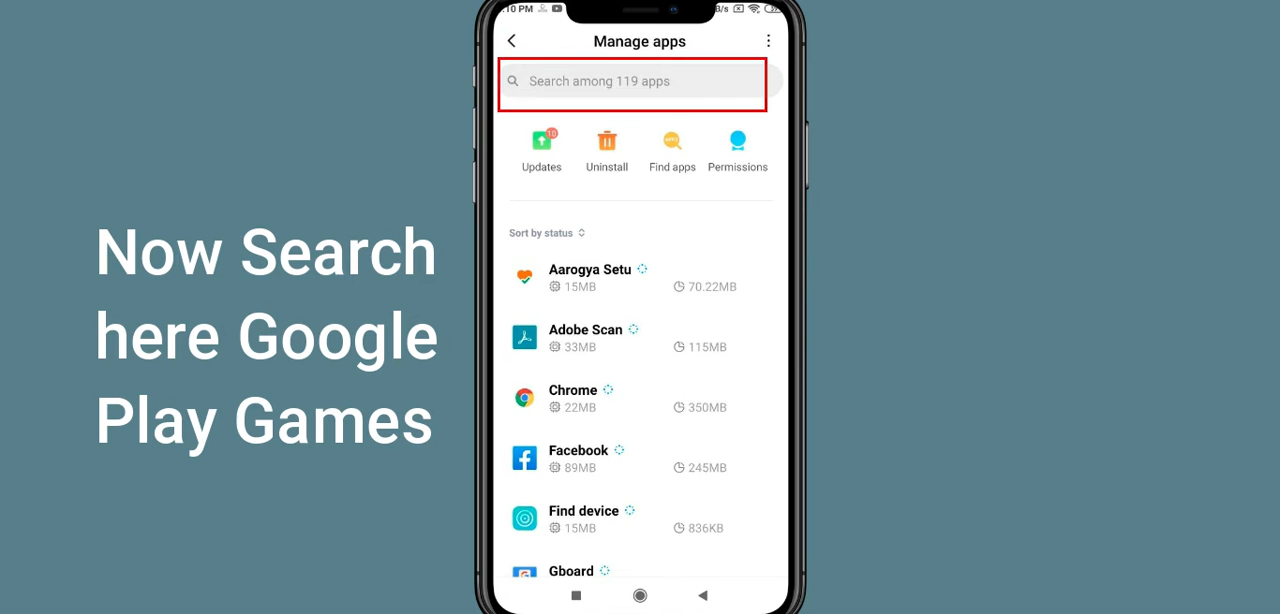 :10 PM
Manage apps
Search among 119 apps
10
Updates
Uninstall
Find apps
Permissions
Sort by status
Now Search
here Google
Play Games
Aarogya Setu
15MB
70.22MB
Adobe Scan
33MB
115MB
Chrome
22MB
350MB
Facebook
89MB
245MB
Find device
15MB
836KB
Gboard